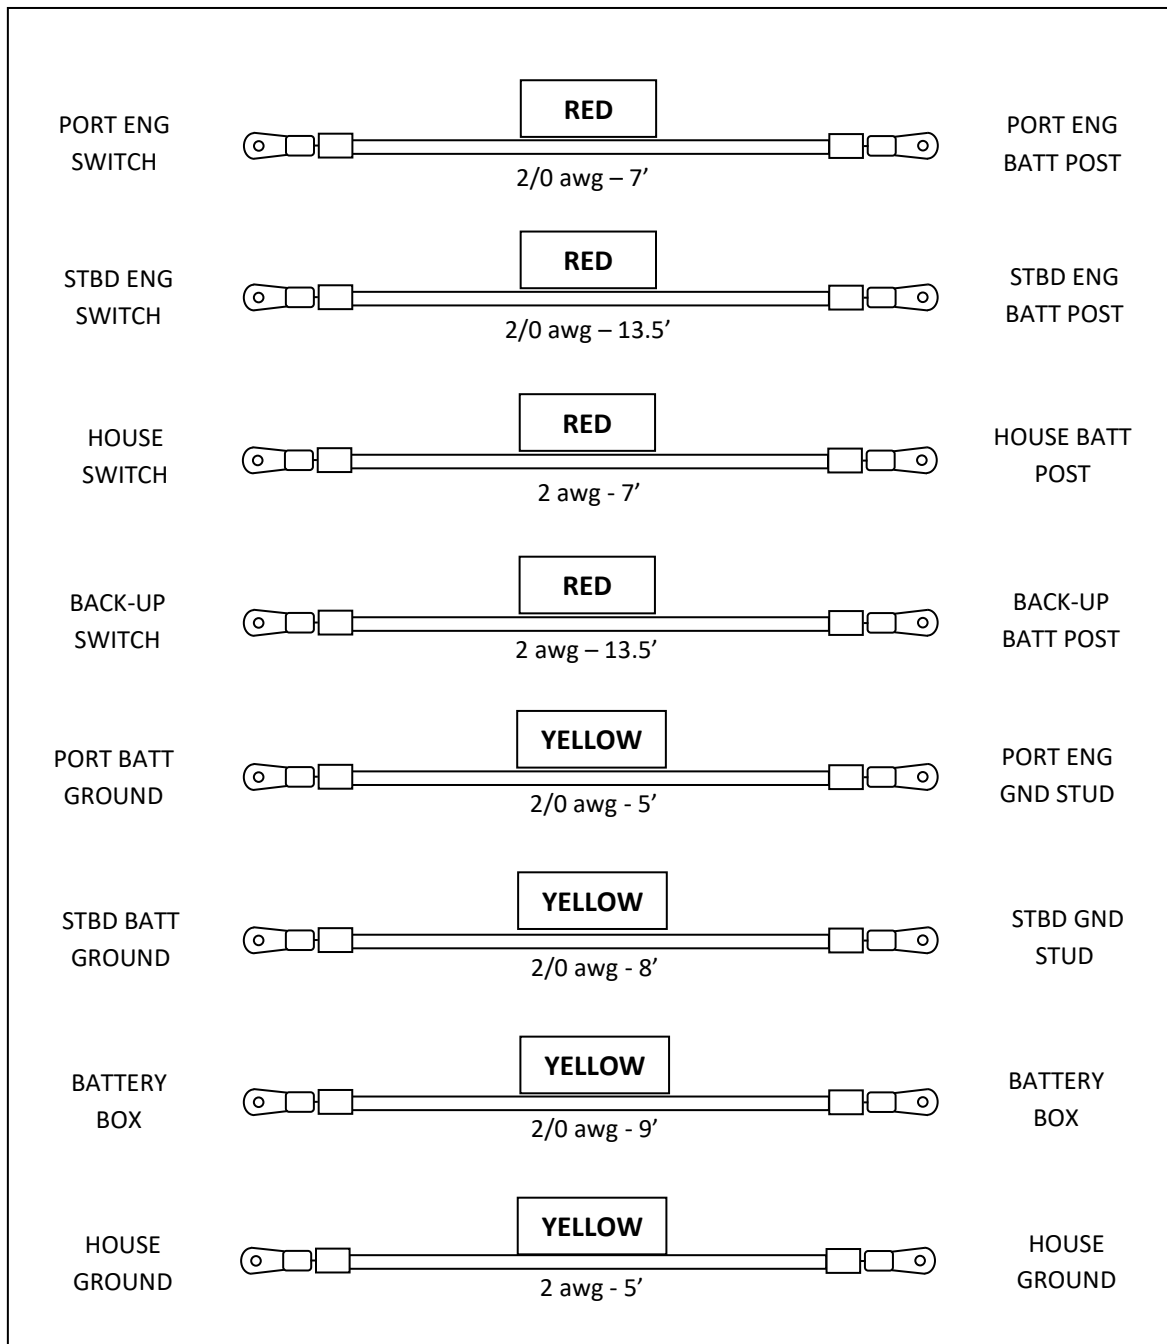 RED
PORT ENG
SWITCH
PORT ENG
BATT POST
2/0 awg – 7’
RED
STBD ENG
SWITCH
STBD ENG
BATT POST
2/0 awg – 13.5’
RED
HOUSE
SWITCH
HOUSE BATT
POST
2 awg - 7’
RED
BACK-UP
SWITCH
BACK-UP
BATT POST
2 awg – 13.5’
YELLOW
PORT BATT
GROUND
PORT ENG
GND STUD
2/0 awg - 5’
YELLOW
STBD BATT
GROUND
STBD GND
STUD
2/0 awg - 8’
YELLOW
BATTERY
BOX
BATTERY
BOX
2/0 awg - 9’
YELLOW
HOUSE
GROUND
HOUSE
GROUND
2 awg - 5’